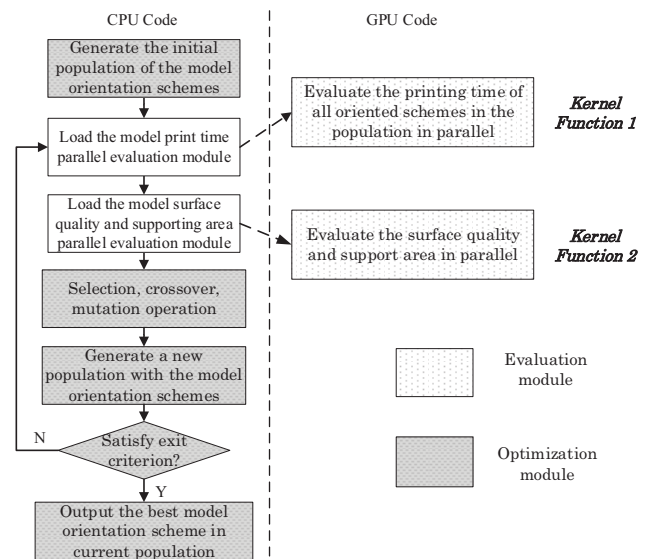 CPU Code
GPU Code
Generate the initial
population of the model
orientation schemes
Evaluate the printing time of
all oriented schemes in the
population in parallel
Kernel
Function 1
Load the model print time
parallel evaluation module
Load the model surface
quality and supporting area
parallel evaluation module
Evaluate the surface quality
and support area in parallel
Kernel
Function 2
Selection, crossover,
mutation operation
Generate a new
population with the model
orientation schemes
Evaluation
module
N
Satisfy exit
criterion?
Optimization
module
Y
Output the best model
orientation scheme in
current population